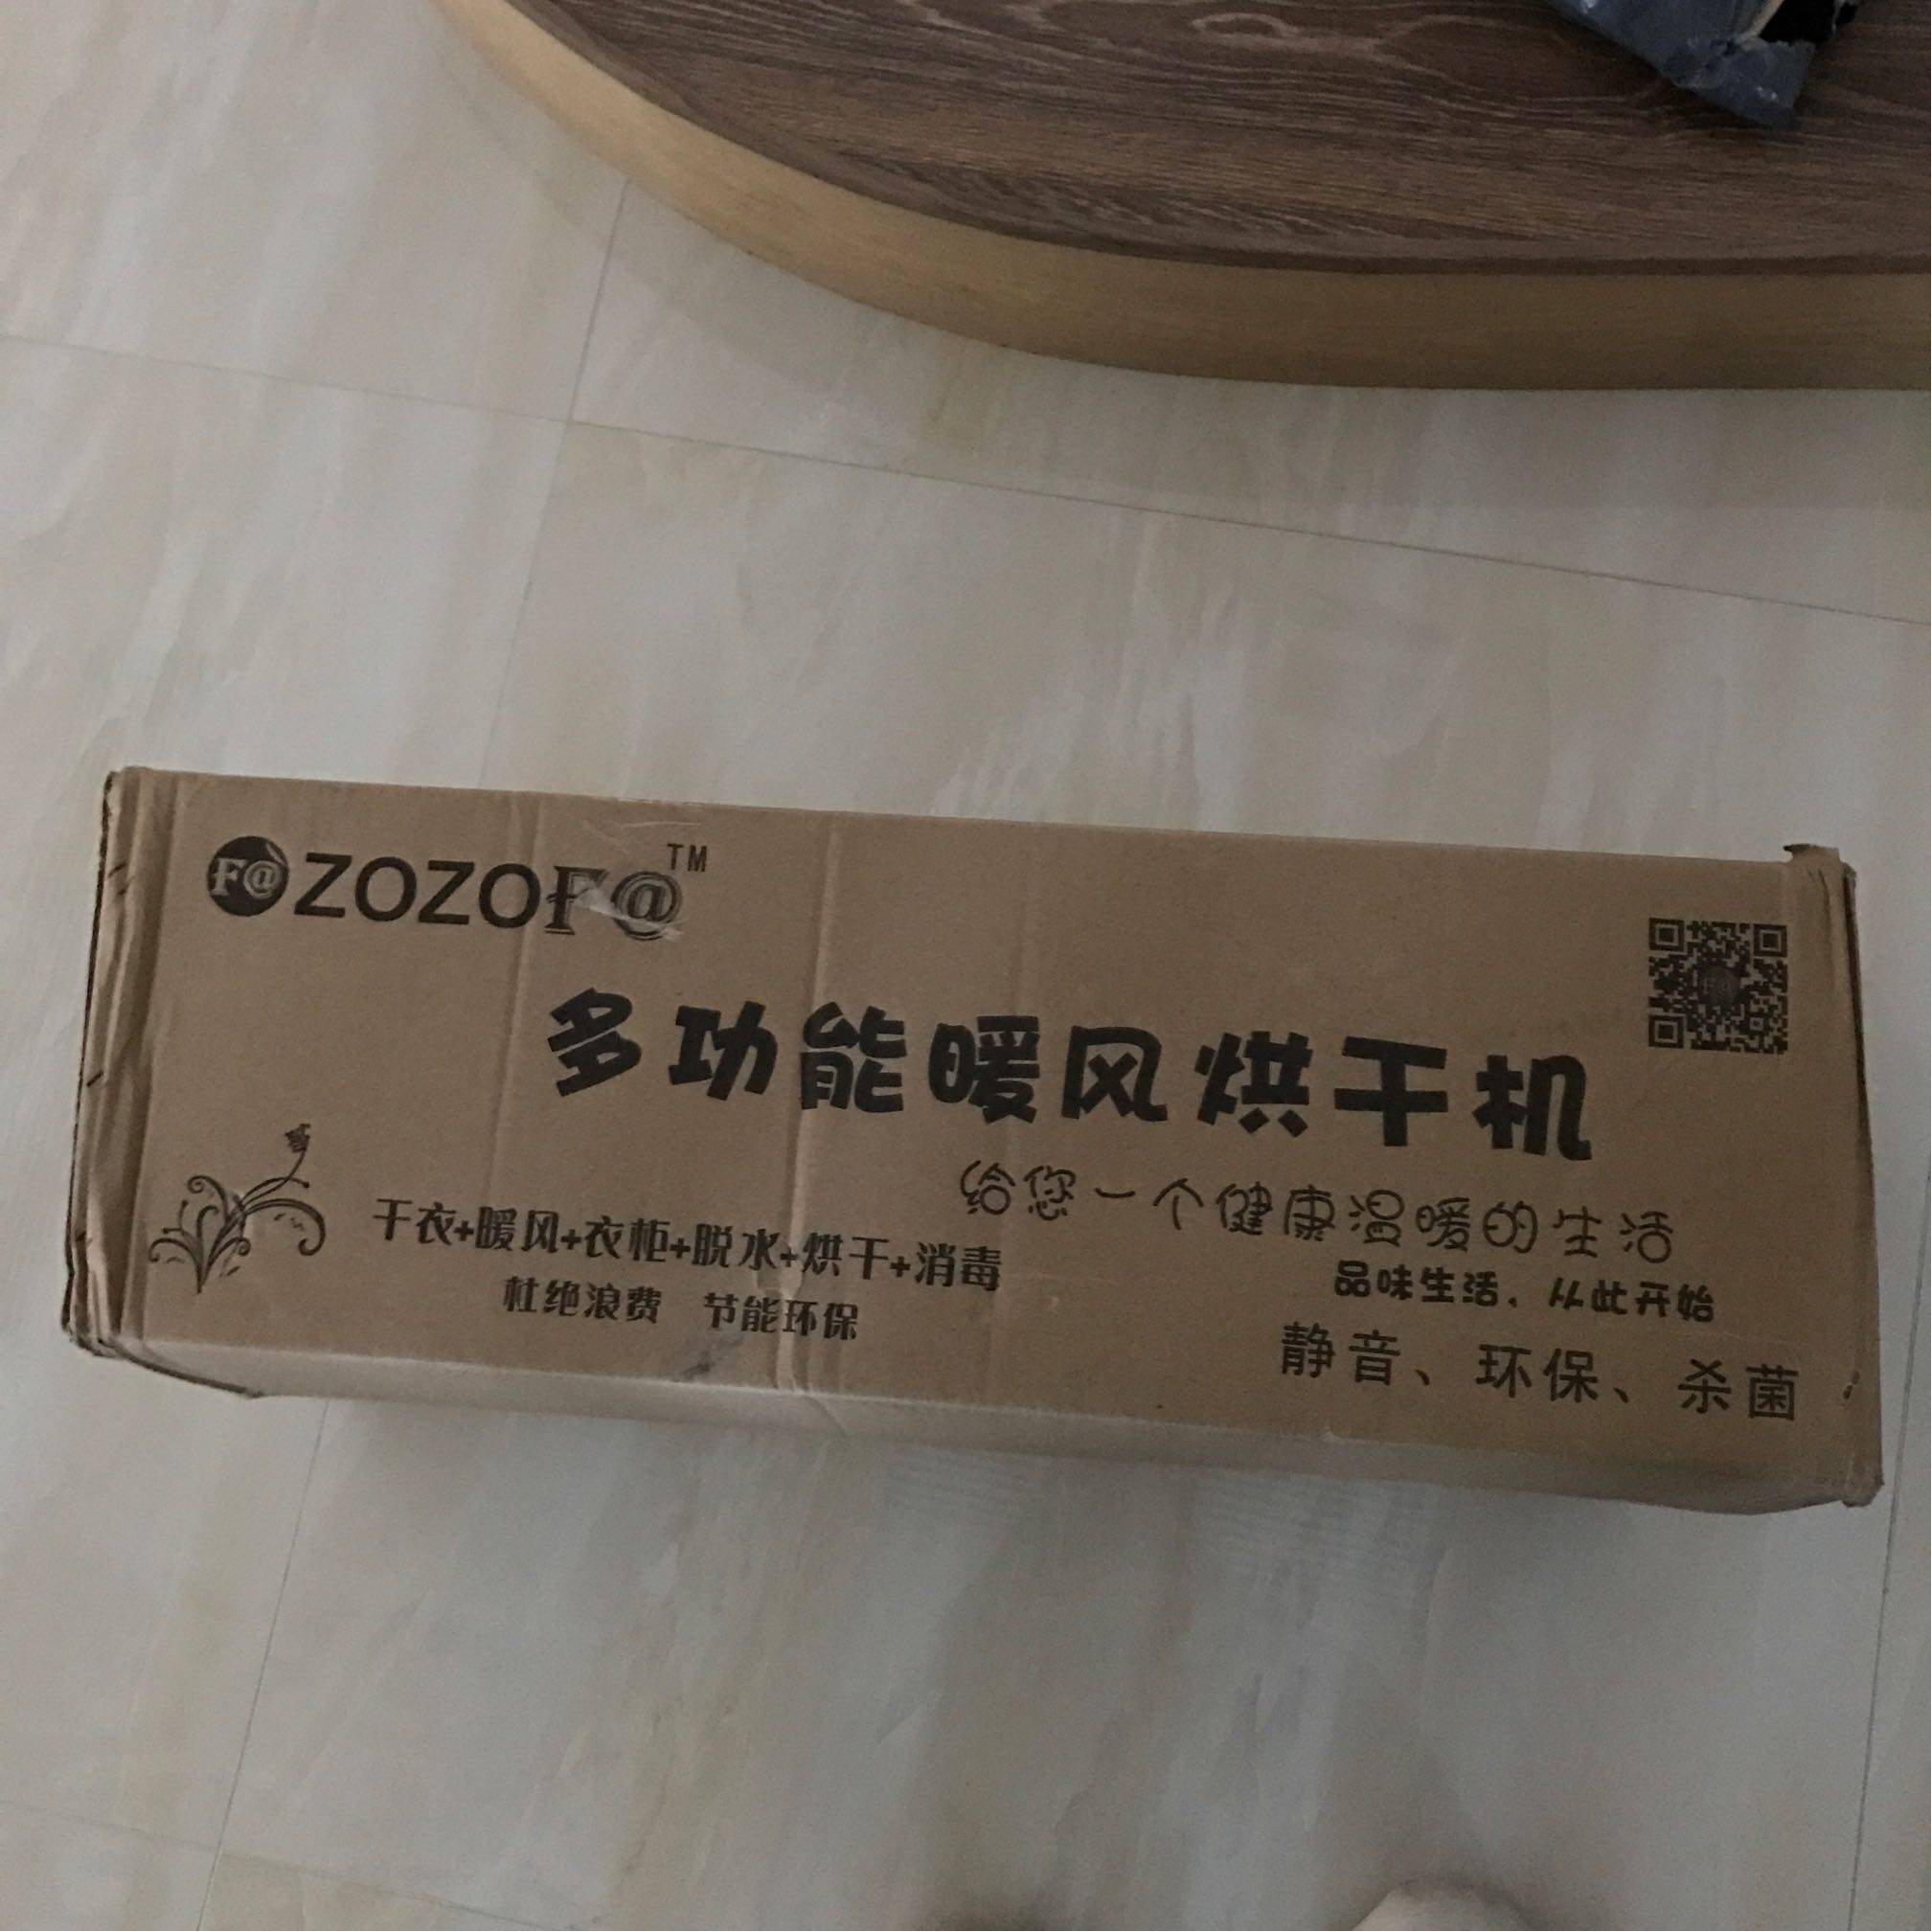 F@ ZOZOF@™
多功能暖风烘干机
给您一个健康温暖的生活
干衣+暖风+衣柜+脱水+烘干+消毒
品味生活，从此开始
杜绝浪费 节能环保
静音、环保、杀菌